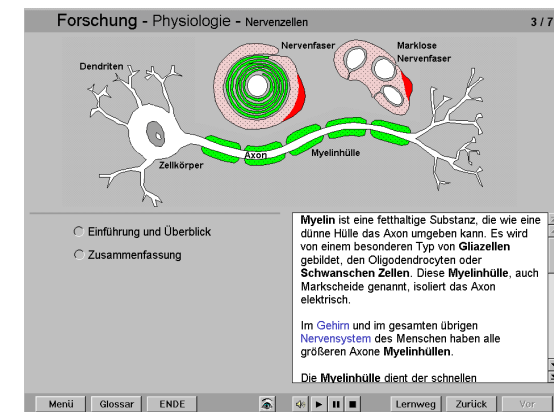 Forschung - Physiologie - Nervenzellen
3 / 7
Nervenfaser
Marklose
Nervenfaser
Dendriten
Axon
Myelinhülle
Zellkörper
Einführung und Überblick
Zusammenfassung
Myelin ist eine fetthaltige Substanz, die wie eine
dünne Hülle das Axon umgeben kann. Es wird
von einem besonderen Typ von Gliazellen
gebildet, den Oligodendrocyten oder
Schwanschen Zellen. Diese Myelinhülle, auch
Markscheide genannt, isoliert das Axon
elektrisch.
Im Gehirn und im gesamten übrigen
Nervensystem des Menschen haben alle
größeren Axone Myelinhüllen.
Die Myelinhülle dient der schnellen
Menü
Glossar
ENDE
Lernweg
Zurück
Vor